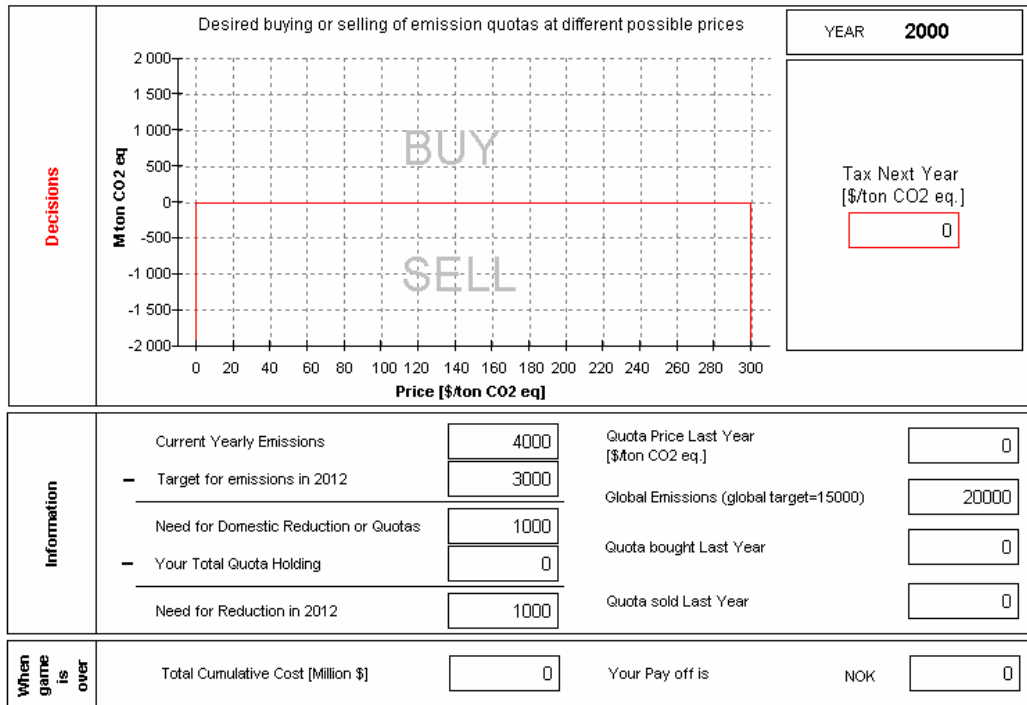 Desired buying or selling of emission quotas at different possible prices
YEAR 2000
Decisions
M ton CO2 eq
2 000
1 500
1 000
500
0
-500
-1 000
-1 500
-2 000
BUY
SELL
0 20 40 60 80 100 120 140 160 180 200 220 240 260 280 300
Price [$/ton CO2 eq]
Tax Next Year
[$/ton CO2 eq.]
0
Information
Current Yearly Emissions 4000
– Target for emissions in 2012 3000
Need for Domestic Reduction or Quotas 1000
– Your Total Quota Holding 0
Need for Reduction in 2012 1000
Quota Price Last Year
[$/ton CO2 eq.] 0
Global Emissions (global target=15000) 20000
Quota bought Last Year 0
Quota sold Last Year 0
When
game
is
over
Total Cumulative Cost [Million $] 0
Your Pay off is NOK 0